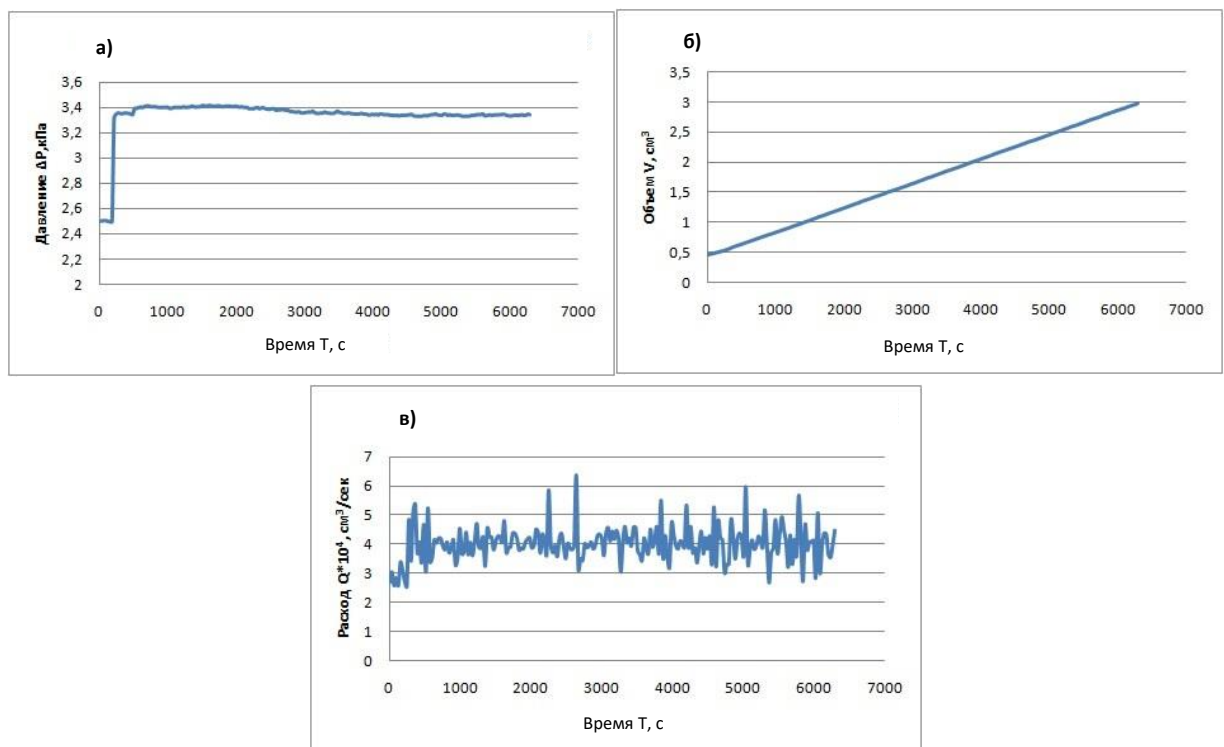 а)
Давление ΔP,кПа
3,6
3,4
3,2
3
2,8
2,6
2,4
2,2
2
0 1000 2000 3000 4000 5000 6000 7000
Время Т, с
б)
Объем V, см³
3,5
3
2,5
2
1,5
1
0,5
0
0 1000 2000 3000 4000 5000 6000 7000
Время Т, с
в)
Расход Q*10⁴, см³/сек
7
6
5
4
3
2
1
0
0 1000 2000 3000 4000 5000 6000 7000
Время Т, с